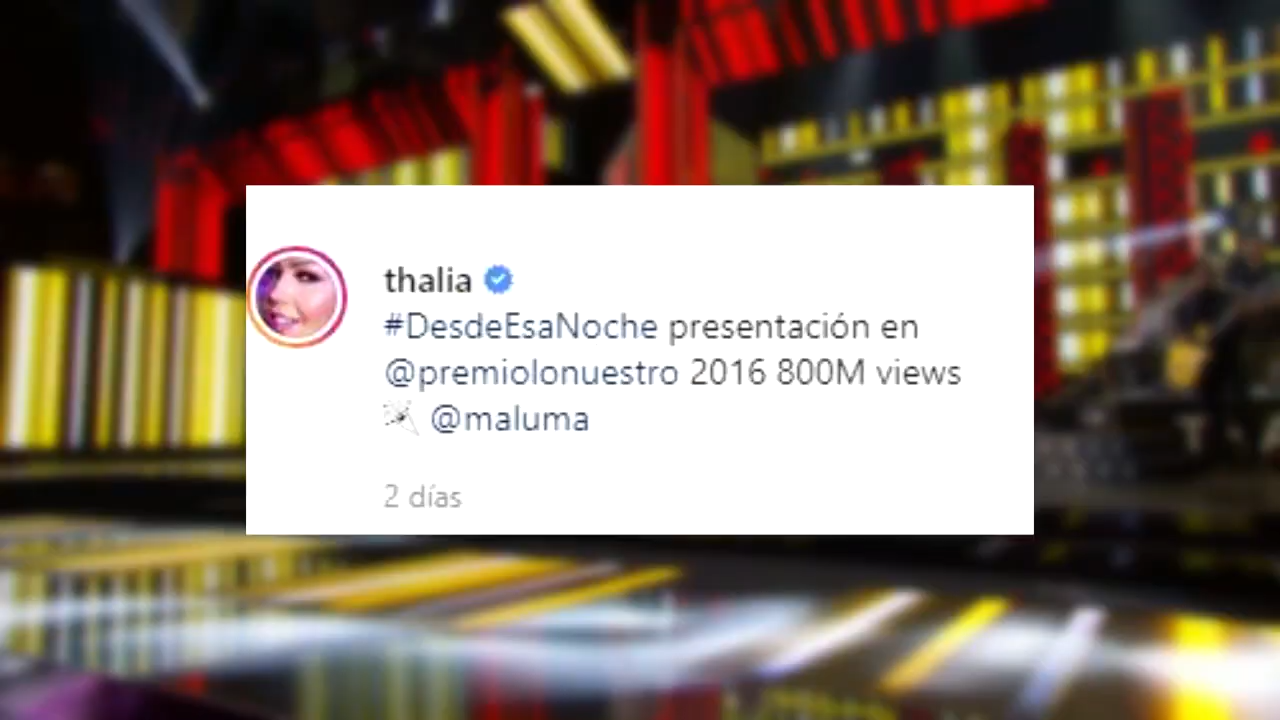 thalia
#DesdeEsaNoche presentación en
@premiolonuestro 2016 800M views
🎉 @maluma
2 días